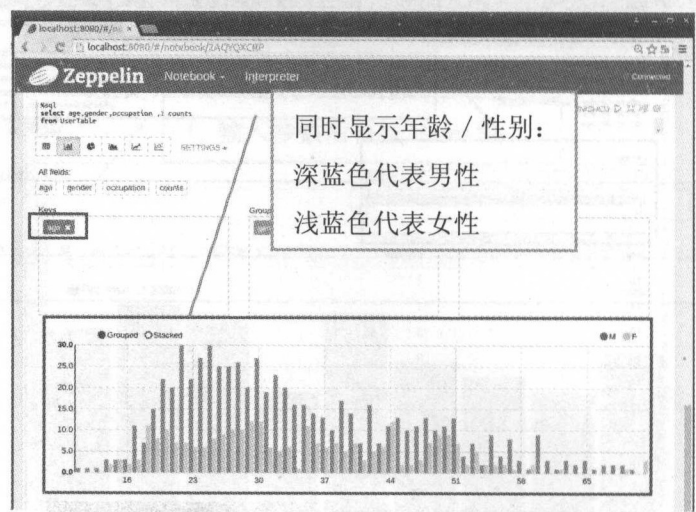 localhost:8080/#/no ×
localhost:8080/#/notebook/2AQYQXCRP
Zeppelin Notebook Interpreter Connected
%sql
select age,gender,occupation ,1 counts
from UserTable
SETTINGS
All fields:
age gender occupation counts
Keys Group
age ×
同时显示年龄 / 性别：
深蓝色代表男性
浅蓝色代表女性
Grouped Stacked M F
30.0
25.0
20.0
15.0
10.0
5.0
0.0
16 23 30 37 44 51 58 65